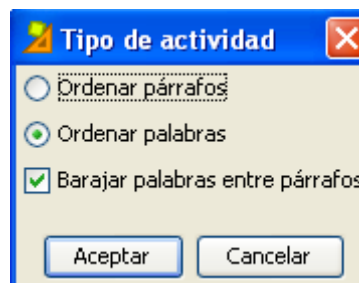 Tipo de actividad
Ordenar párrafos
Ordenar palabras
Barajar palabras entre párrafos
Aceptar Cancelar